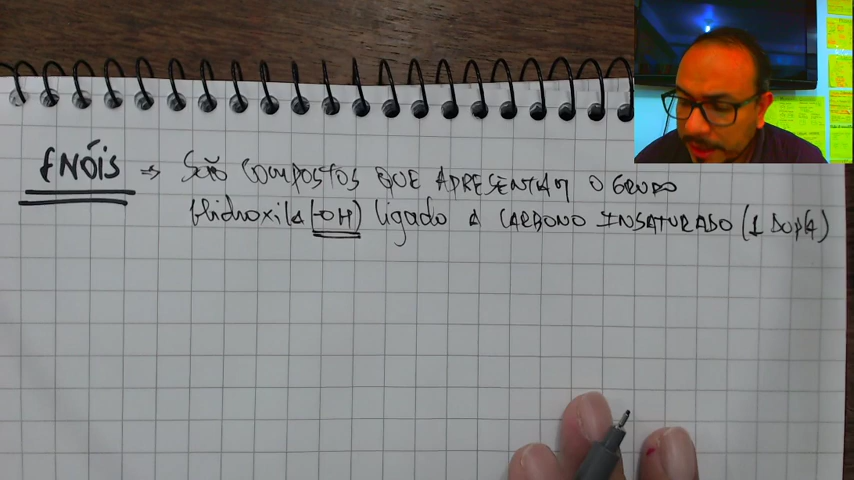 ENÓIS ⇒ SÃO COMPOSTOS QUE APRESENTAM O GRUPO
Hidroxila (-OH) ligado A CARBONO INSATURADO (1 Dupla)